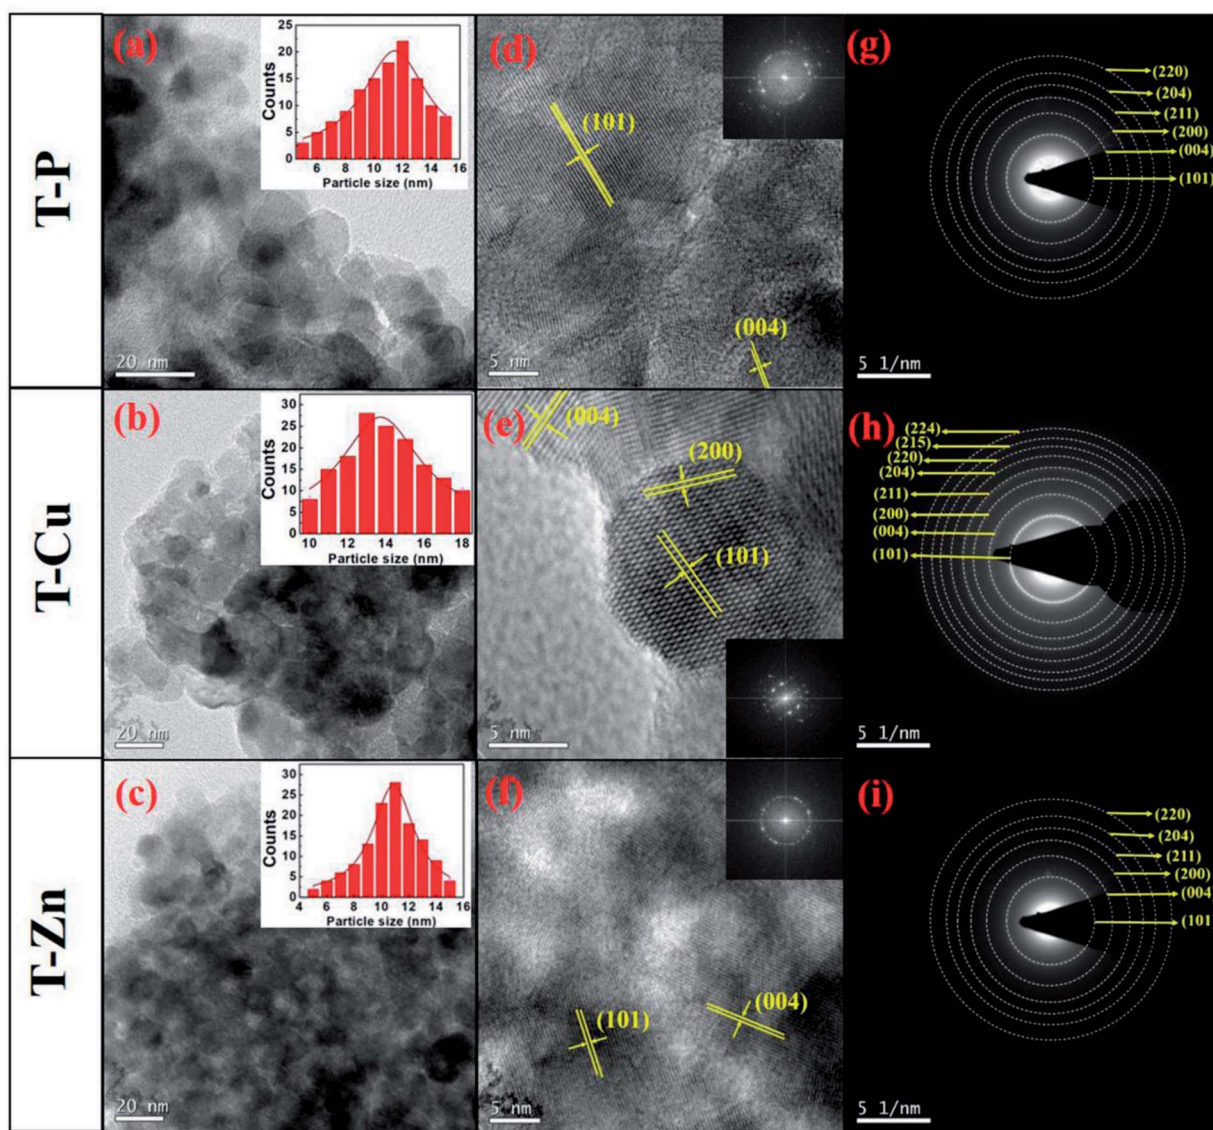 T-P
(a)
25
20
15
10
5
0
Counts
6 8 10 12 14 16
Particle size (nm)
20 nm
(d)
(101)
(004)
5 nm
(g)
(220)
(204)
(211)
(200)
(004)
(101)
5 1/nm
T-Cu
(b)
30
25
20
15
10
5
0
Counts
10 12 14 16 18
Particle size (nm)
20 nm
(004)
(e)
(200)
(101)
5 nm
(h)
(224)
(215)
(220)
(204)
(211)
(200)
(004)
(101)
5 1/nm
T-Zn
(c)
30
25
20
15
10
5
0
Counts
4 6 8 10 12 14 16
Particle size (nm)
20 nm
(f)
(101)
(004)
5 nm
(i)
(220)
(204)
(211)
(200)
(004)
(101)
5 1/nm